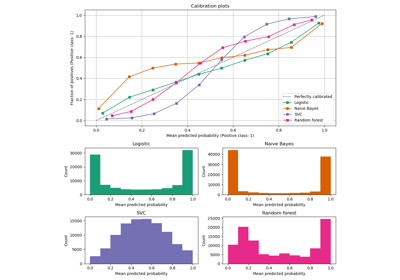 Calibration plots
Fraction of positives (Positive class: 1)
1.0
0.8
0.6
0.4
0.2
0.0
0.0 0.2 0.4 0.6 0.8 1.0
Mean predicted probability (Positive class: 1)
Perfectly calibrated
Logistic
Naive Bayes
SVC
Random forest
Logistic
Count
30000
20000
10000
0
0.0 0.2 0.4 0.6 0.8 1.0
Mean predicted probability
Naive Bayes
Count
40000
30000
20000
10000
0
0.0 0.2 0.4 0.6 0.8 1.0
Mean predicted probability
SVC
Count
15000
10000
5000
0
0.0 0.2 0.4 0.6 0.8 1.0
Mean predicted probability
Random forest
Count
25000
20000
15000
10000
5000
0
0.0 0.2 0.4 0.6 0.8 1.0
Mean predicted probability